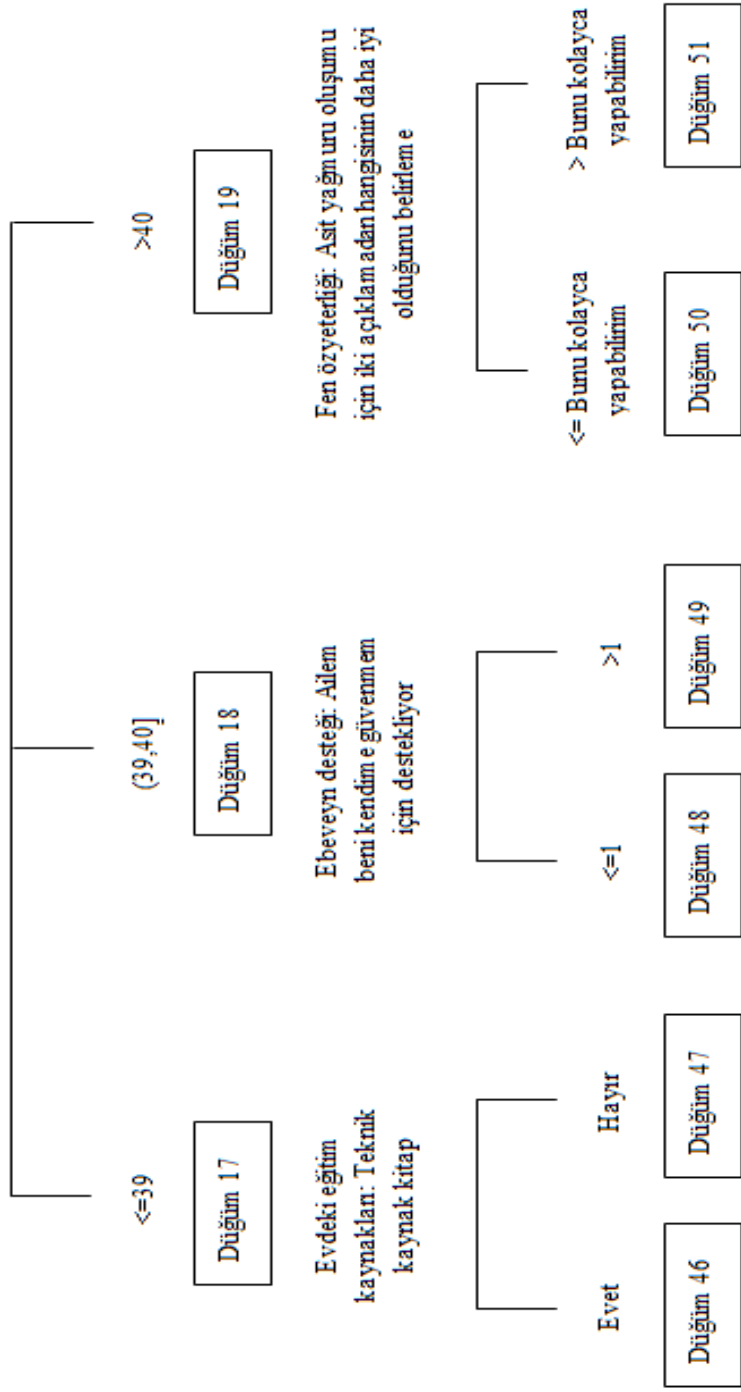 <=39
(39,40]
>40
Düğüm 17
Düğüm 18
Düğüm 19
Evdeki eğitim
kaynakları: Teknik
kaynak kitap
Ebeveyn desteği: Ailem
beni kendime güvenmem
için destekliyor
Fen özyeterliği: Asit yağmuru oluşumu
için iki açıklamadan hangisinin daha iyi
olduğunu belirleme
Evet
Hayır
<=1
>1
<= Bunu kolayca
yapabilirim
> Bunu kolayca
yapabilirim
Düğüm 46
Düğüm 47
Düğüm 48
Düğüm 49
Düğüm 50
Düğüm 51